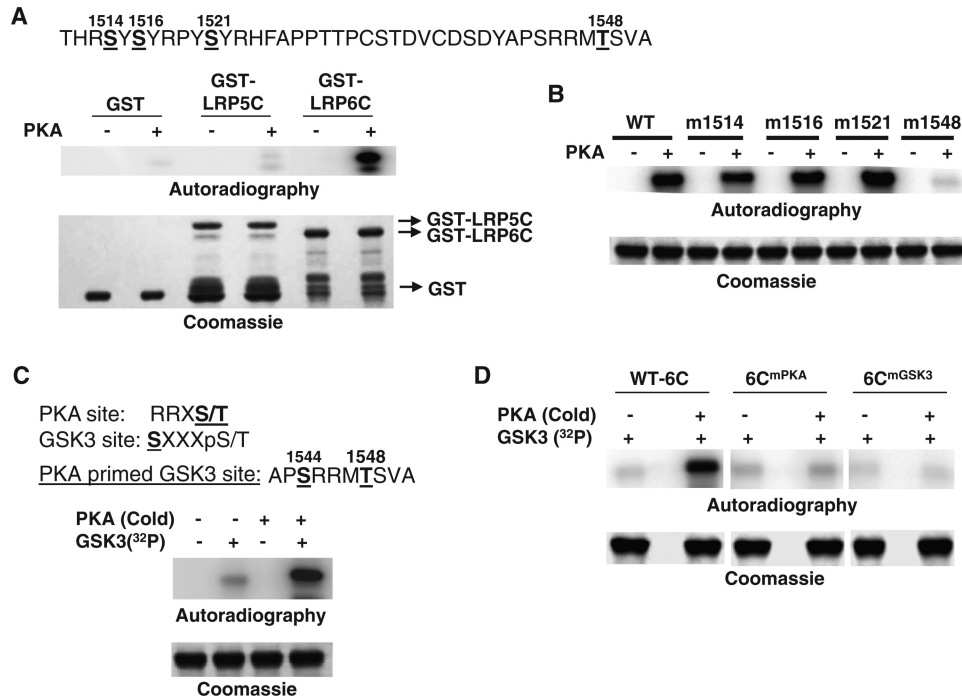 A
1514 1516 1521 1548
THRSYSYRPYSYRHFAPPTTPCSTDVCDSDYAPSRRMTSVA
GST GST-LRP5C GST-LRP6C
PKA - + - + - +
Autoradiography
GST-LRP5C
GST-LRP6C
GST
Coomassie
B
WT m1514 m1516 m1521 m1548
PKA - + - + - + - + - +
Autoradiography
Coomassie
C
PKA site: RRXS/T
GSK3 site: SXXXpS/T
1544 1548
PKA primed GSK3 site: APSRRMTSVA
PKA (Cold) - - + +
GSK3(32P) - + - +
Autoradiography
Coomassie
D
WT-6C 6CmPKA 6CmGSK3
PKA (Cold) - + - + - +
GSK3 (32P) + + + + + +
Autoradiography
Coomassie